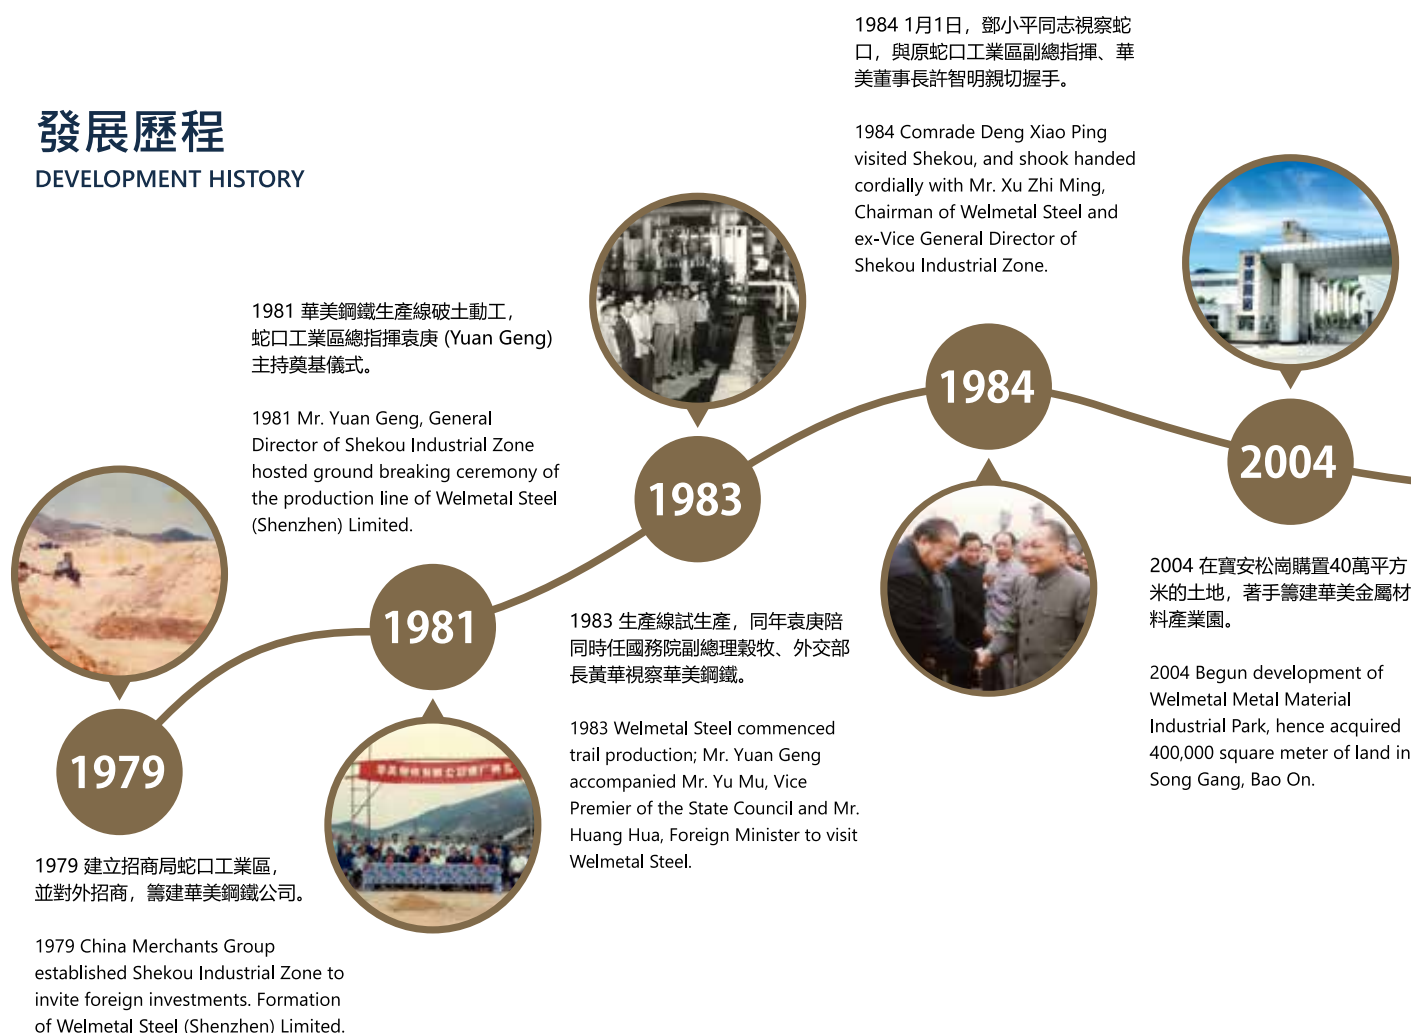 發展歷程
DEVELOPMENT HISTORY
1979
1979 建立招商局蛇口工業區，
並對外招商，籌建華美鋼鐵公司。
1979 China Merchants Group
established Shekou Industrial Zone to
invite foreign investments. Formation
of Welmetal Steel (Shenzhen) Limited.
1981 華美鋼鐵生產線破土動工，
蛇口工業區總指揮袁庚 (Yuan Geng)
主持奠基儀式。
1981 Mr. Yuan Geng, General
Director of Shekou Industrial Zone
hosted ground breaking ceremony of
the production line of Welmetal Steel
(Shenzhen) Limited.
1981
1983
1983 生產線試生產，同年袁庚陪
同時任國務院副總理穀牧、外交部
長黃華視察華美鋼鐵。
1983 Welmetal Steel commenced
trail production; Mr. Yuan Geng
accompanied Mr. Yu Mu, Vice
Premier of the State Council and Mr.
Huang Hua, Foreign Minister to visit
Welmetal Steel.
1984 1月1日，鄧小平同志視察蛇
口，與原蛇口工業區副總指揮、華
美董事長許智明親切握手。
1984 Comrade Deng Xiao Ping
visited Shekou, and shook handed
cordially with Mr. Xu Zhi Ming,
Chairman of Welmetal Steel and
ex-Vice General Director of
Shekou Industrial Zone.
1984
2004
2004 在寶安松崗購置40萬平方
米的土地，著手籌建華美金屬材
料產業園。
2004 Begun development of
Welmetal Metal Material
Industrial Park, hence acquired
400,000 square meter of land in
Song Gang, Bao On.